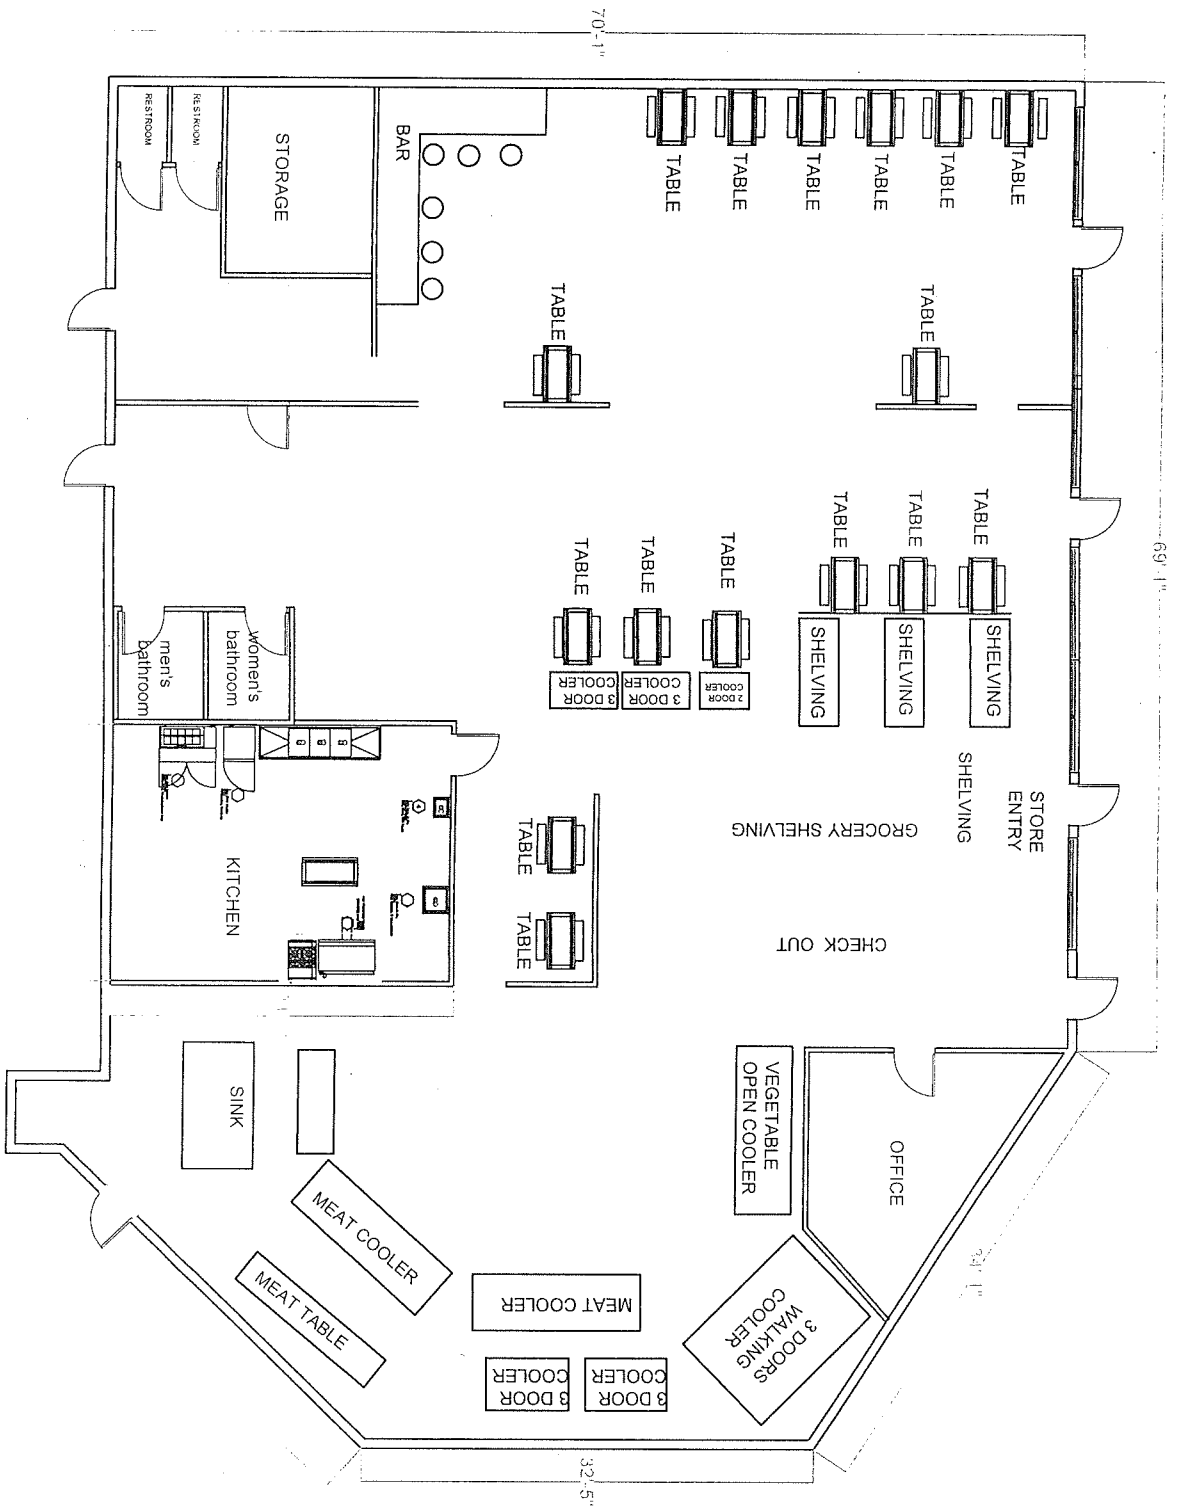 70'-1"
69'-1"
RESTROOM
RESTROOM
STORAGE
BAR
TABLE
TABLE
TABLE
TABLE
TABLE
TABLE
TABLE
TABLE
TABLE
TABLE
TABLE
TABLE
TABLE
TABLE
SHELVING
SHELVING
SHELVING
3 DOOR
COOLER
3 DOOR
COOLER
2 DOOR
COOLER
men's
bathroom
women's
bathroom
SHELVING
STORE
ENTRY
GROCERY SHELVING
CHECK OUT
KITCHEN
TABLE
TABLE
SINK
VEGETABLE
OPEN COOLER
OFFICE
MEAT COOLER
MEAT TABLE
MEAT COOLER
3 DOORS
WALKING
COOLER
3 DOOR
COOLER
3 DOOR
COOLER
32'-5"